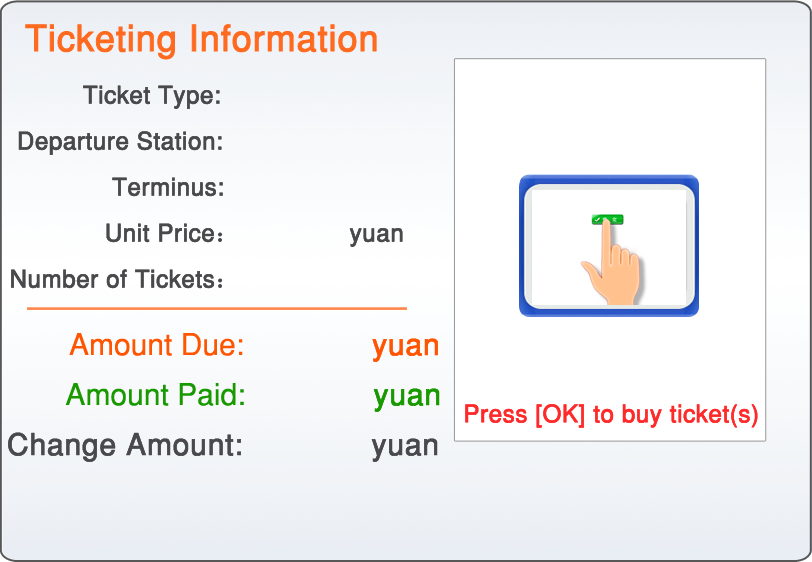 Ticketing Information
Ticket Type:
Departure Station:
Terminus:
Unit Price： yuan
Number of Tickets：
Amount Due: yuan
Amount Paid: yuan
Change Amount: yuan
Press [OK] to buy ticket(s)